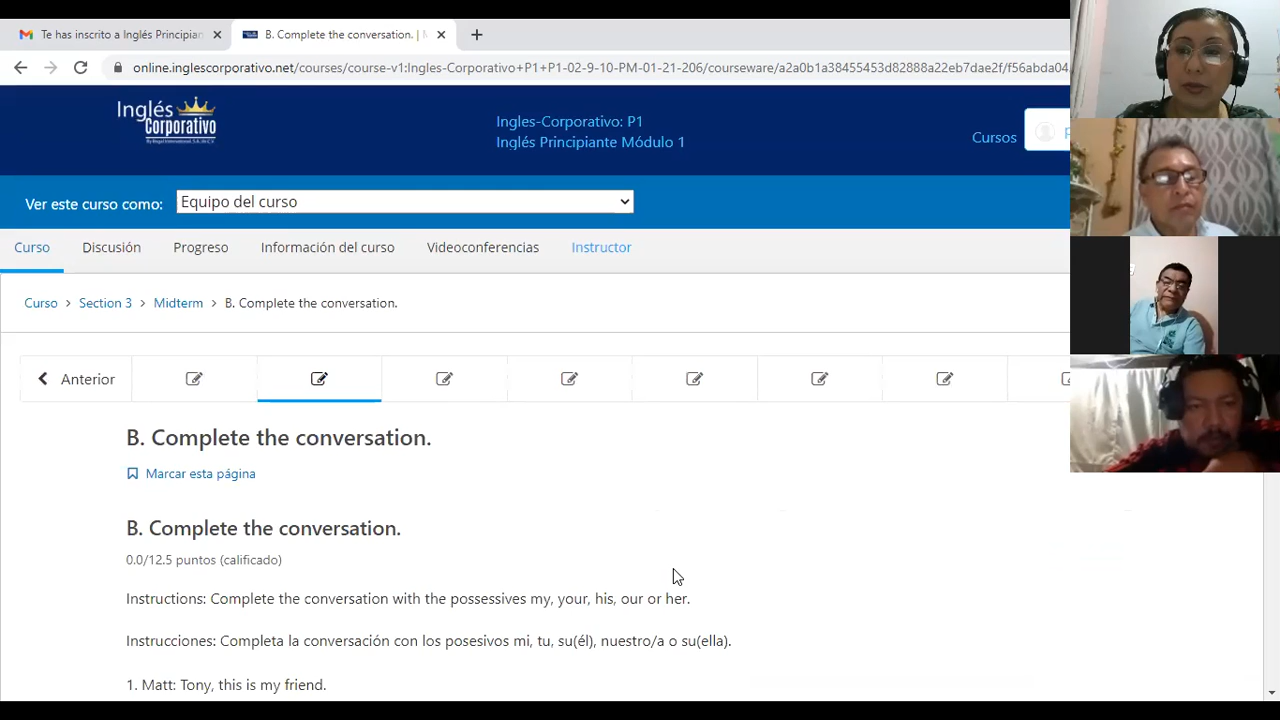 Te has inscrito a Inglés Principian
B. Complete the conversation. |
online.inglescorporativo.net/courses/course-v1:Ingles-Corporativo+P1+P1-02-9-10-PM-01-21-206/courseware/a2a0b1a38455453d82888a22eb7dae2f/f56abda04
Inglés
Corporativo
Ingles-Corporativo: P1
Inglés Principiante Módulo 1
Cursos
Ver este curso como:
Equipo del curso
Curso
Discusión
Progreso
Información del curso
Videoconferencias
Instructor
Curso > Section 3 > Midterm > B. Complete the conversation.
Anterior
B. Complete the conversation.
Marcar esta página
B. Complete the conversation.
0.0/12.5 puntos (calificado)
Instructions: Complete the conversation with the possessives my, your, his, our or her.
Instrucciones: Completa la conversación con los posesivos mi, tu, su(él), nuestro/a o su(ella).
1. Matt: Tony, this is my friend.